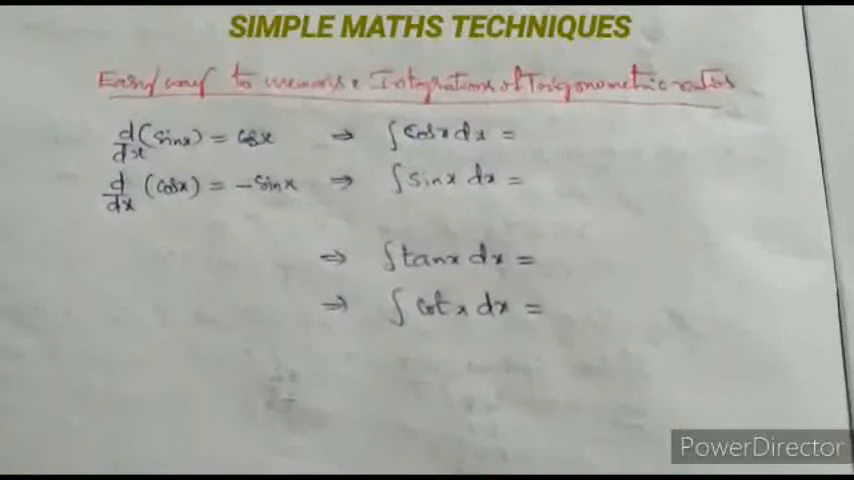 SIMPLE MATHS TECHNIQUES
Easy way to memorise Integrations of Trigonometric ratios
d/dx (sinx) = cosx ⇒ ∫ cosx dx =
d/dx (cosx) = -sinx ⇒ ∫ sinx dx =
⇒ ∫ tanx dx =
⇒ ∫ cot x dx =
PowerDirector